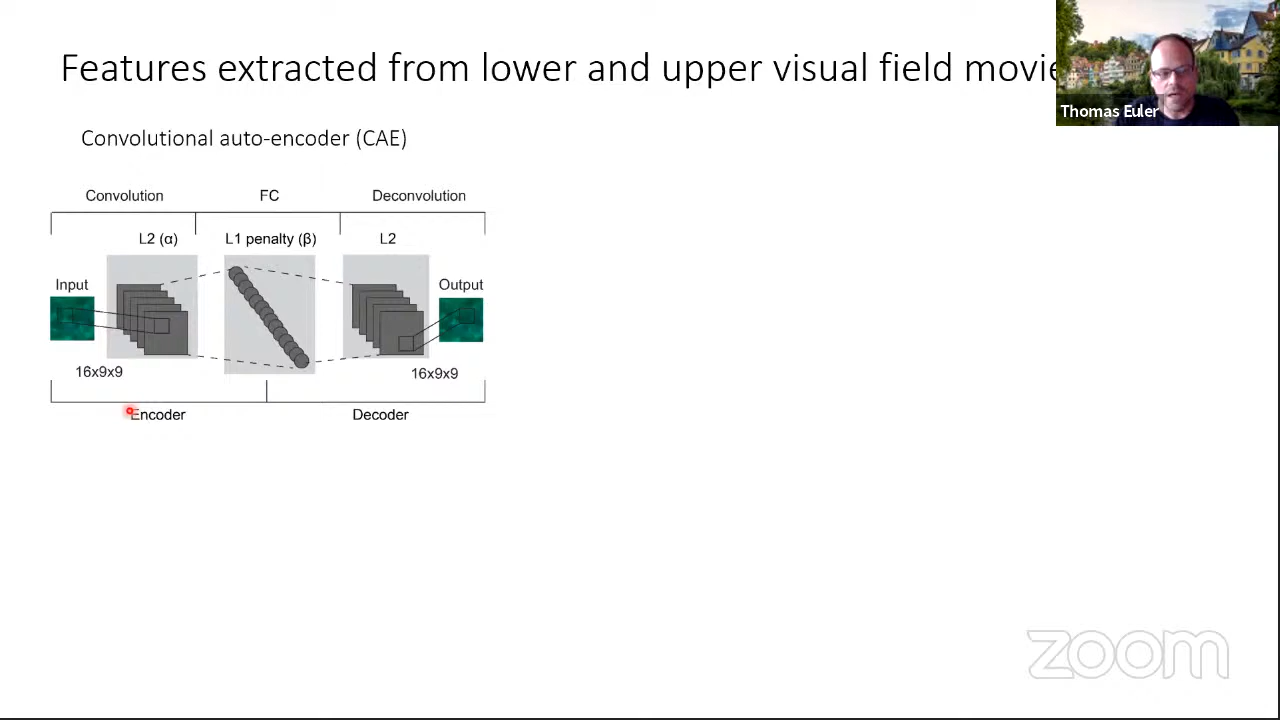 Features extracted from lower and upper visual field movie
Thomas Euler
Convolutional auto-encoder (CAE)
Convolution FC Deconvolution
L2 (α) L1 penalty (β) L2
Input Output
16x9x9 16x9x9
Encoder Decoder
zoom